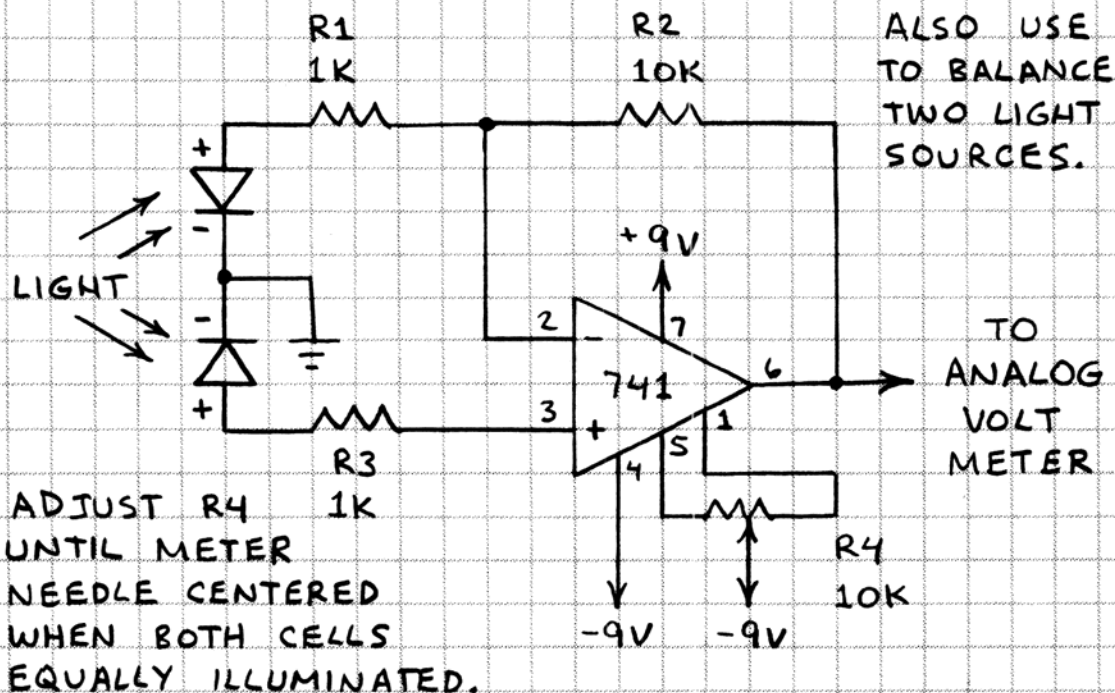 R1
1K
R2
10K
ALSO USE
TO BALANCE
TWO LIGHT
SOURCES.
+
-
LIGHT
-
+
+9V
2
-
7
741
6
3
+
4
5
1
TO
ANALOG
VOLT
METER
R3
1K
ADJUST R4
UNTIL METER
NEEDLE CENTERED
WHEN BOTH CELLS
EQUALLY ILLUMINATED.
R4
10K
-9V
-9V